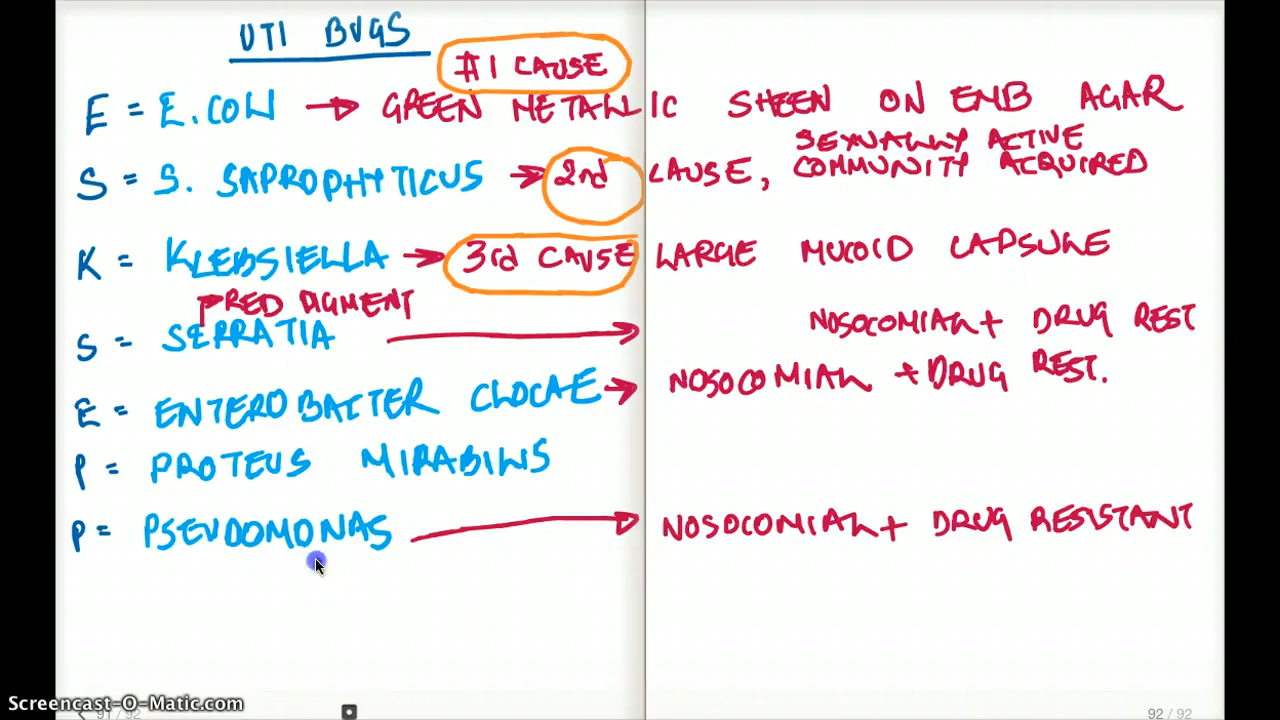 UTI BUGS
#1 CAUSE
E = E. COLI → GREEN METALLIC SHEEN ON EMB AGAR
SEXUALLY ACTIVE
S = S. SAPROPHYTICUS → 2nd CAUSE, COMMUNITY ACQUIRED
K = KLEBSIELLA → 3rd CAUSE LARGE MUCOID CAPSULE
RED PIGMENT
S = SERRATIA → NOSOCOMIAL + DRUG REST
E = ENTEROBACTER CLOCAE → NOSOCOMIAL + DRUG REST.
P = PROTEUS MIRABILIS
P = PSEUDOMONAS → NOSOCOMIAL + DRUG RESISTANT
Screencast-O-Matic.com
91 / 92
92 / 92